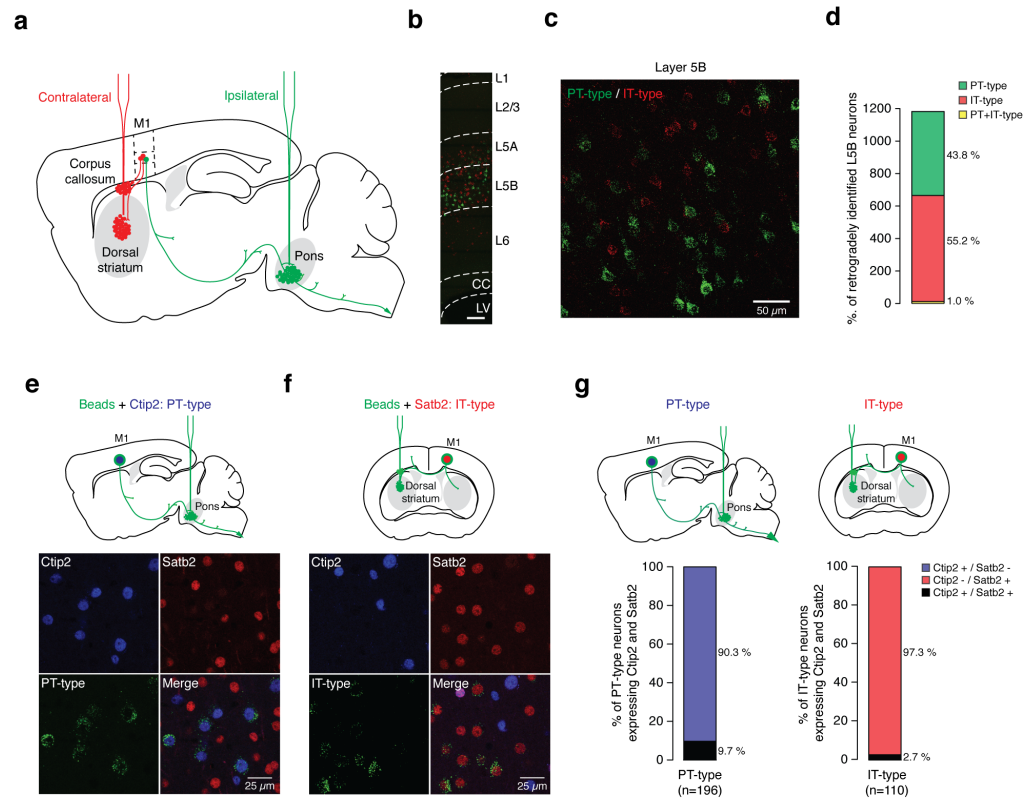 a
Contralateral
Ipsilateral
M1
Corpus
callosum
Dorsal
striatum
Pons
b
L1
L2/3
L5A
L5B
L6
CC
LV
c
Layer 5B
PT-type / IT-type
50 µm
d
PT-type
IT-type
PT+IT-type
%. of retrogradely identified L5B neurons
1200
1000
800
600
400
200
0
43.8 %
55.2 %
1.0 %
e
Beads + Ctip2: PT-type
M1
Pons
Ctip2
Satb2
PT-type
Merge
25 µm
f
Beads + Satb2: IT-type
M1
Dorsal
striatum
Ctip2
Satb2
IT-type
Merge
25 µm
g
PT-type
M1
Pons
IT-type
M1
Dorsal
striatum
% of PT-type neurons
expressing Ctip2 and Satb2
100
80
60
40
20
0
90.3 %
9.7 %
PT-type
(n=196)
% of IT-type neurons
expressing Ctip2 and Satb2
100
80
60
40
20
0
97.3 %
2.7 %
IT-type
(n=110)
Ctip2 + / Satb2 -
Ctip2 - / Satb2 +
Ctip2 + / Satb2 +